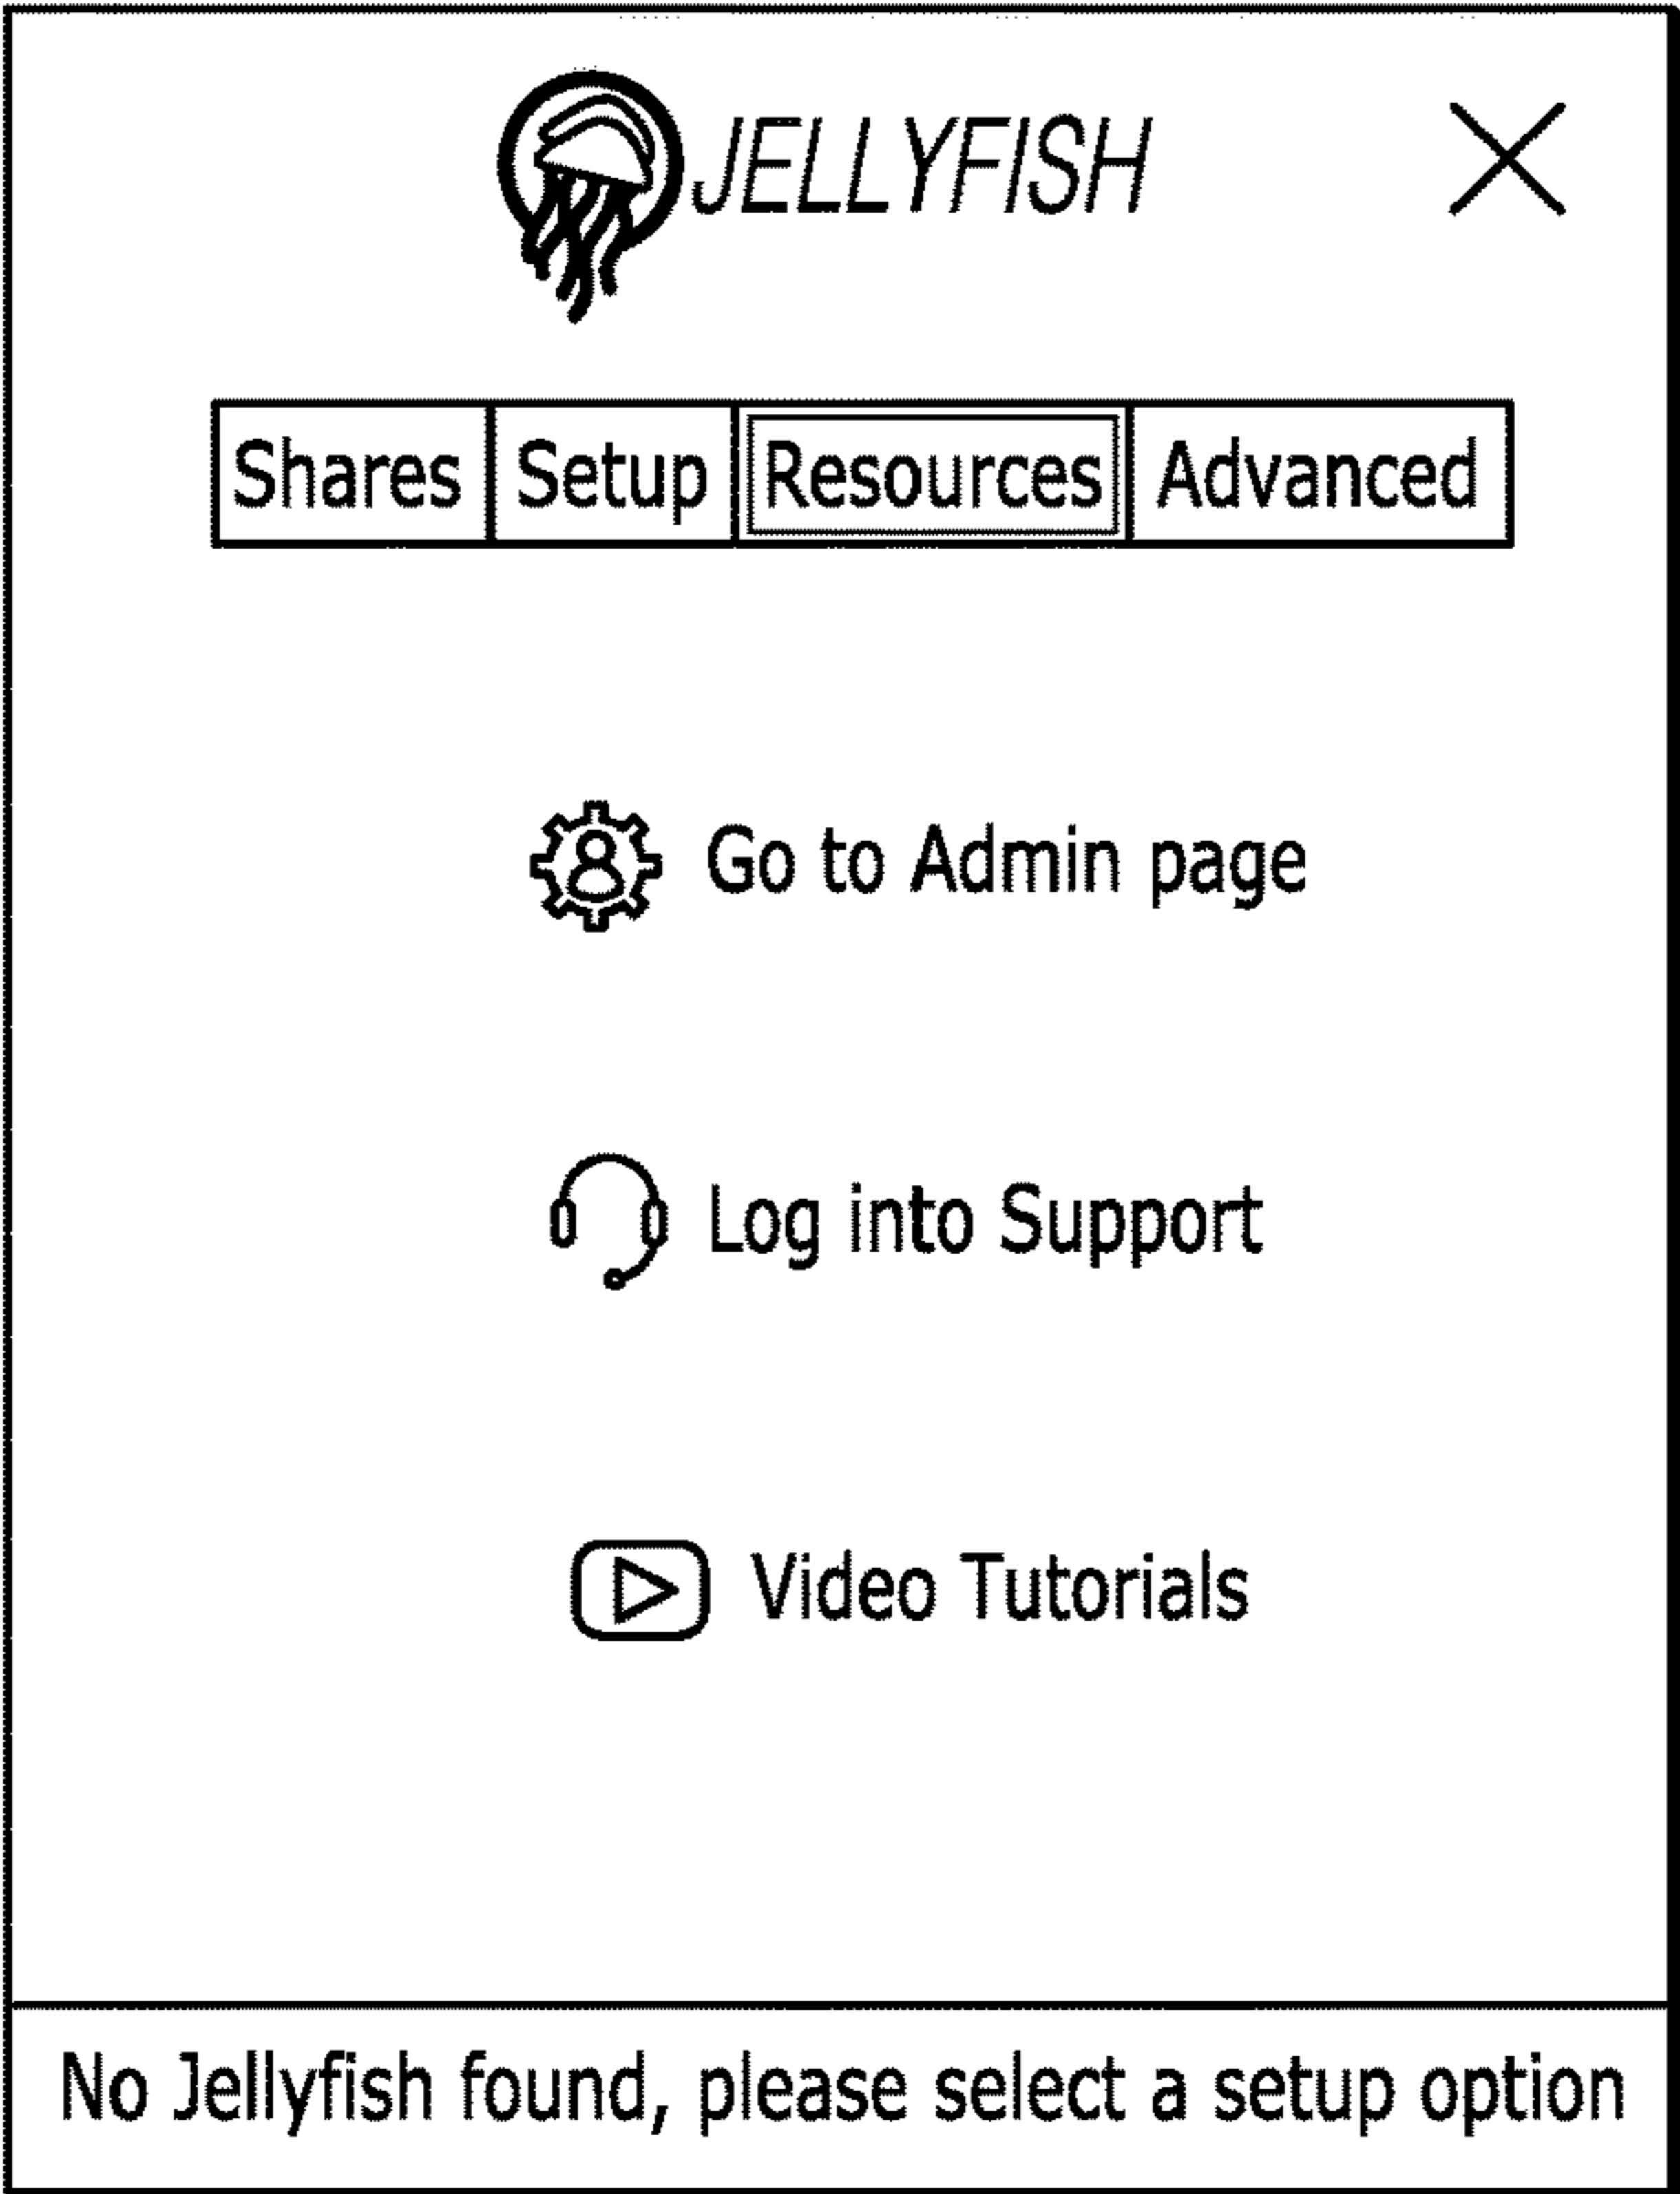 JELLYFISH
Shares Setup Resources Advanced
Go to Admin page
Log into Support
Video Tutorials
No Jellyfish found, please select a setup option